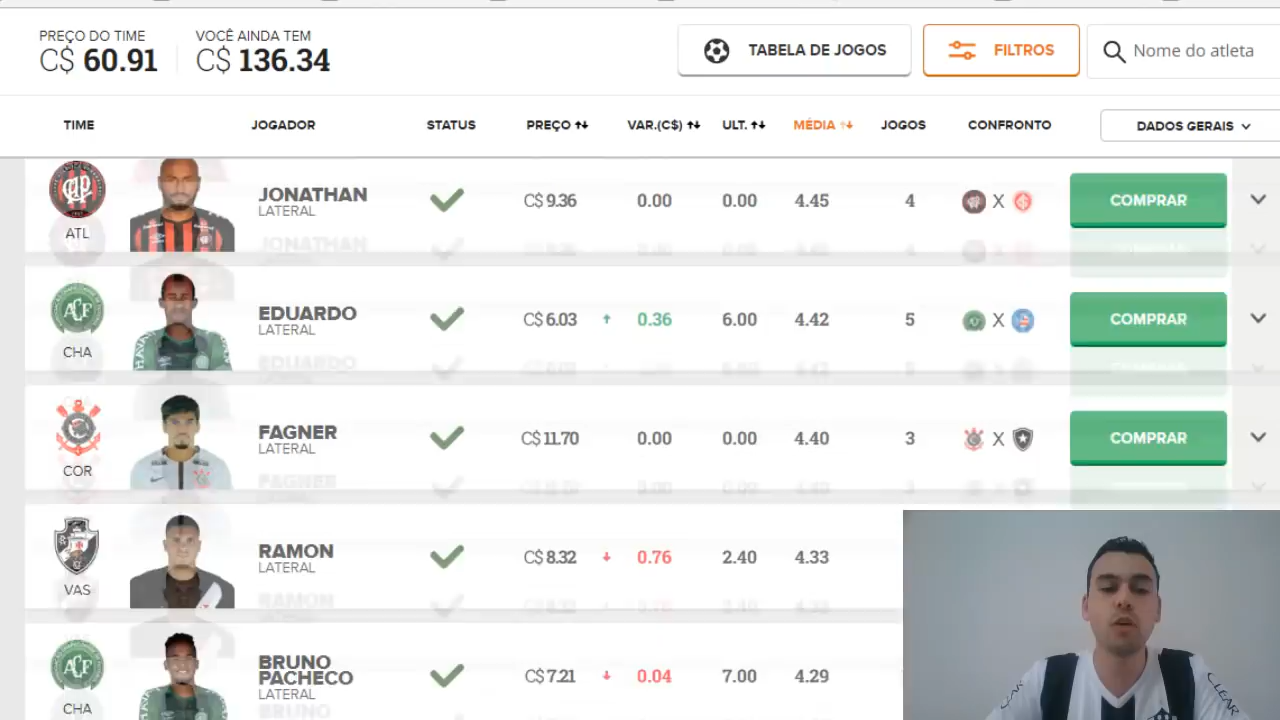 PREÇO DO TIME
C$ 60.91
VOCÊ AINDA TEM
C$ 136.34
TABELA DE JOGOS
FILTROS
Nome do atleta
TIME JOGADOR STATUS PREÇO VAR.(C$) ULT. MÉDIA JOGOS CONFRONTO DADOS GERAIS
ATL
JONATHAN
LATERAL
C$ 9.36 0.00 0.00 4.45 4 X COMPRAR
CHA
EDUARDO
LATERAL
C$ 6.03 0.36 6.00 4.42 5 X COMPRAR
COR
FAGNER
LATERAL
C$ 11.70 0.00 0.00 4.40 3 X COMPRAR
VAS
RAMON
LATERAL
C$ 8.32 0.76 2.40 4.33
CHA
BRUNO
PACHECO
LATERAL
C$ 7.21 0.04 7.00 4.29
CLEAR